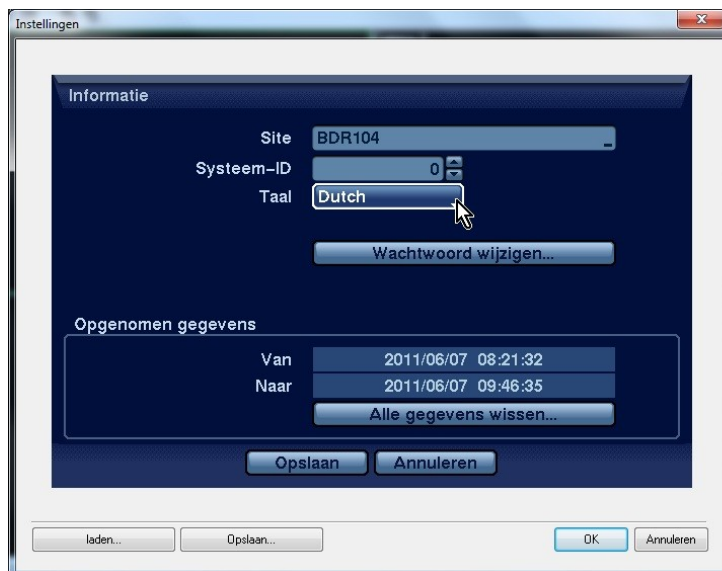 Instellingen
Informatie
Site BDR104
Systeem-ID 0
Taal Dutch
Wachtwoord wijzigen...
Opgenomen gegevens
Van 2011/06/07 08:21:32
Naar 2011/06/07 09:46:35
Alle gegevens wissen...
Opslaan Annuleren
laden... Opslaan... OK Annuleren